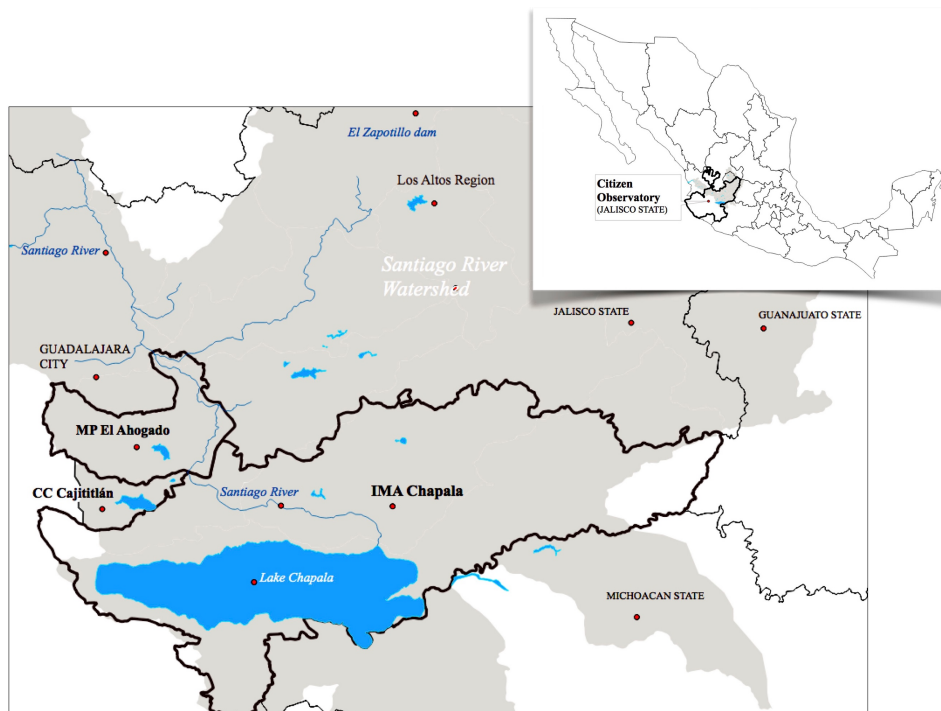 Citizen
Observatory
(JALISCO STATE)
El Zapotillo dam
Los Altos Region
Santiago River
Santiago River
Watershed
JALISCO STATE
GUANAJUATO STATE
GUADALAJARA
CITY
MP El Ahogado
CC Cajititlán
Santiago River
IMA Chapala
Lake Chapala
MICHOACAN STATE